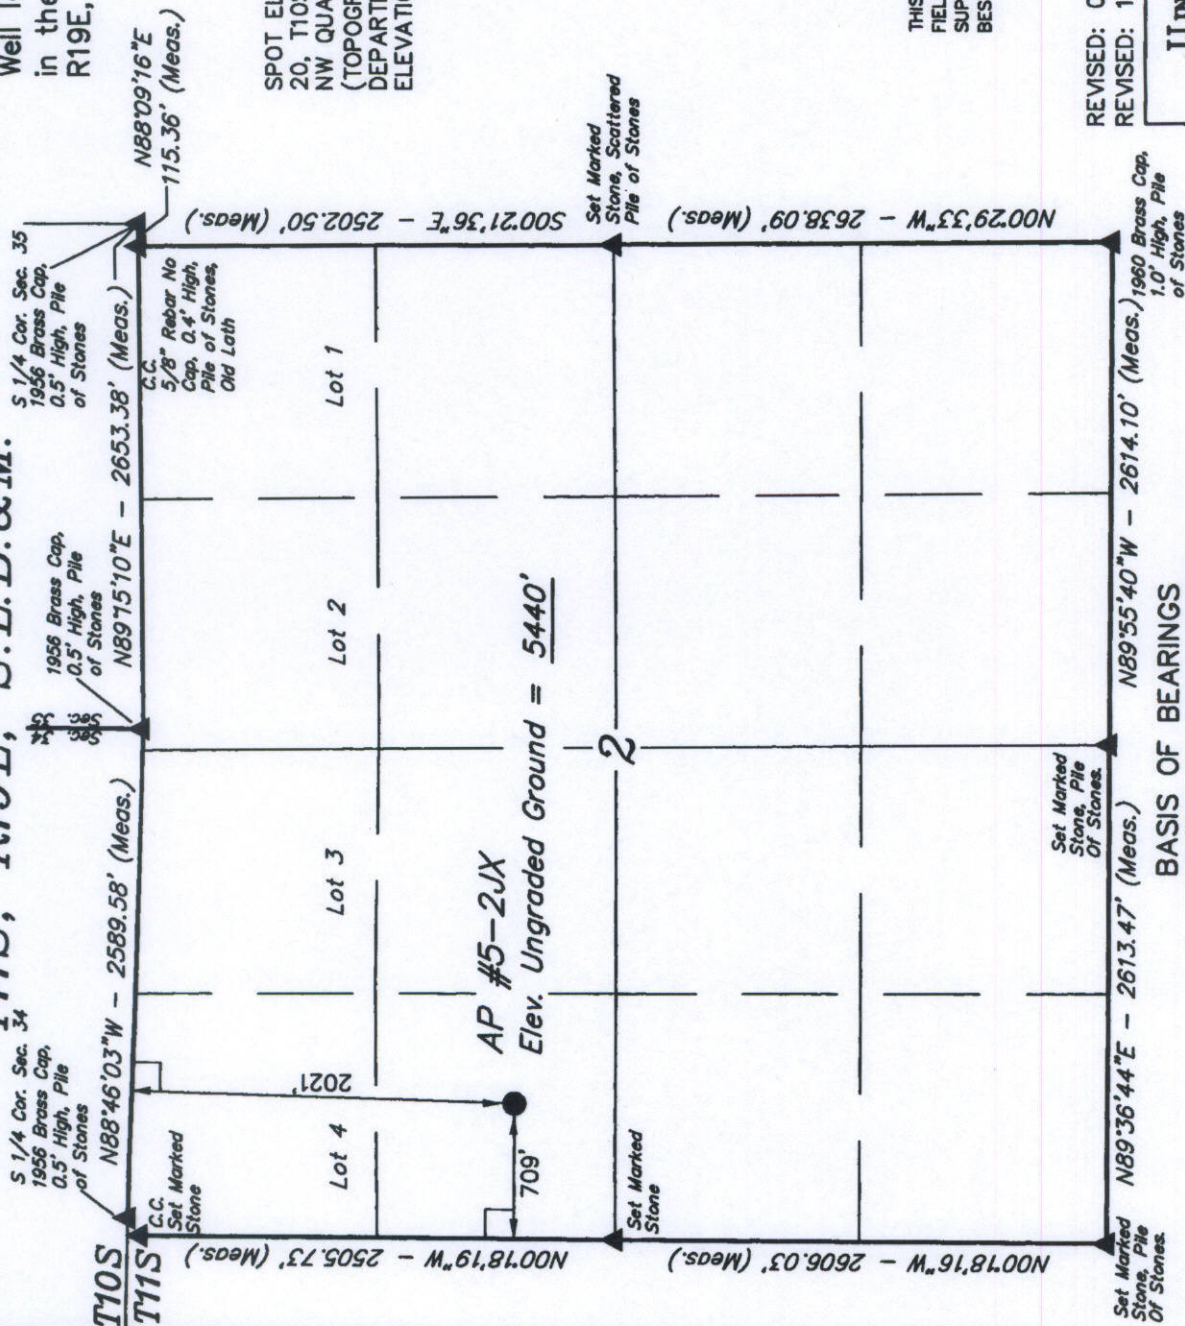 T11S, R19E, S.L.B.&M.
T10S
T11S
S 1/4 Cor. Sec. 34
1956 Brass Cap,
0.5' High, Pile
of Stones
N88°46'03"W - 2589.58' (Meas.)
1956 Brass Cap,
0.5' High, Pile
of Stones
N89°15'10"E - 2653.38' (Meas.)
S 1/4 Cor. Sec. 35
1956 Brass Cap,
0.5' High, Pile
of Stones
N88°09'16"E
115.36' (Meas.)
C.C.
Set Marked
Stone
C.C.
5/8" Rebar No
Cap. 0.4' High,
Pile of Stones,
Old Lath
Lot 4
Lot 3
Lot 2
Lot 1
2021'
709'
AP #5-2JX
Elev. Ungraded Ground = 5440'
2
N00°18'19"W - 2505.73' (Meas.)
S00°21'36"E - 2502.50' (Meas.)
Set Marked
Stone
Set Marked
Stone, Scattered
Pile of Stones
N00°18'16"W - 2606.03' (Meas.)
N00°29'33"W - 2638.09' (Meas.)
Set Marked
Stone, Pile
Of Stones.
N89°36'44"E - 2613.47' (Meas.)
Set Marked
Stone, Pile
Of Stones.
N89°55'40"W - 2614.10' (Meas.)
1960 Brass Cap,
1.0' High, Pile
of Stones
BASIS OF BEARINGS
Well l
in the
R19E,
SPOT EL
20, T10S
NW QUA
(TOPOGR
DEPARTI
ELEVATIO
THIS
FIEL
SUP
BES
REVISED: 0
REVISED: 1